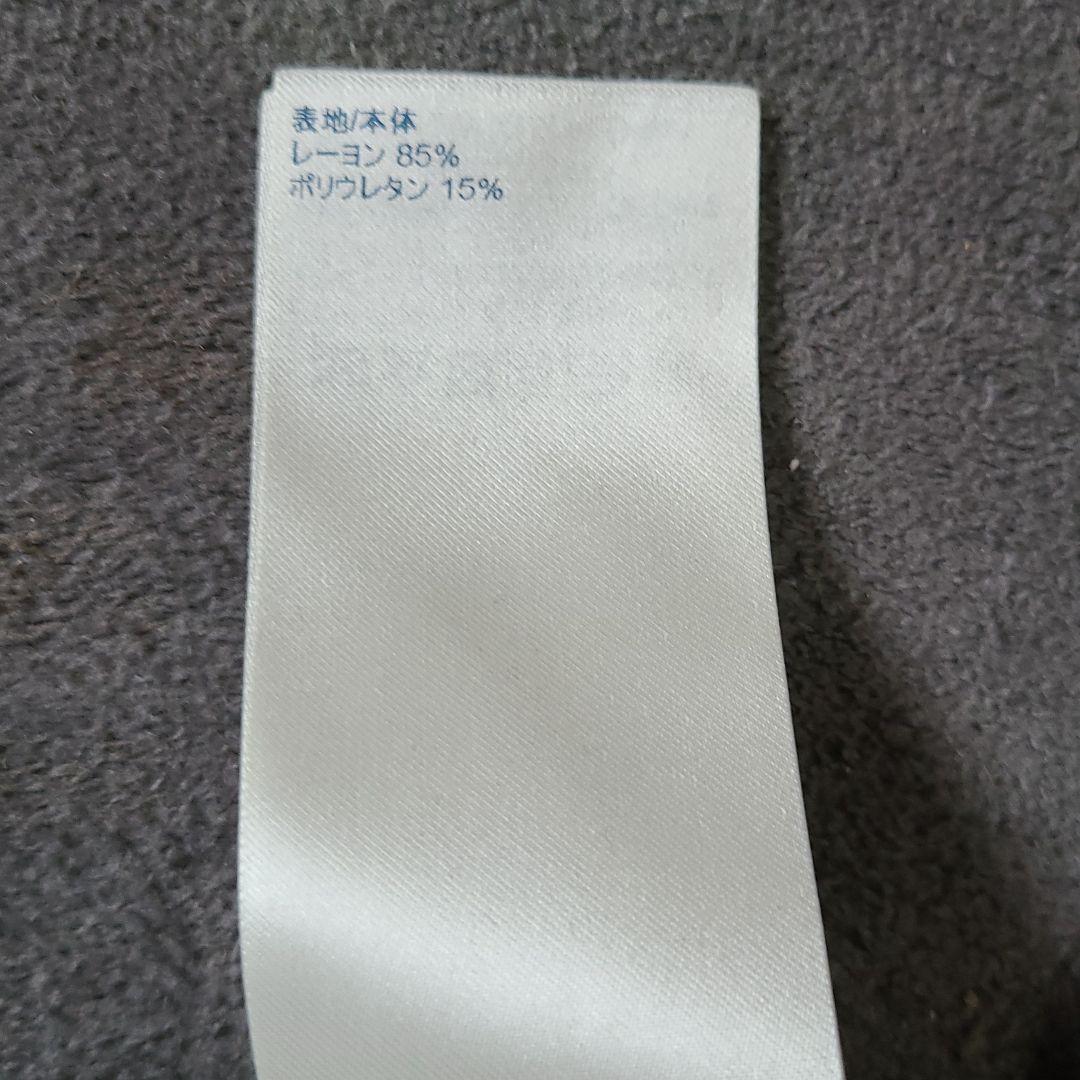 表地/本体
レーヨン 85%
ポリウレタン 15%